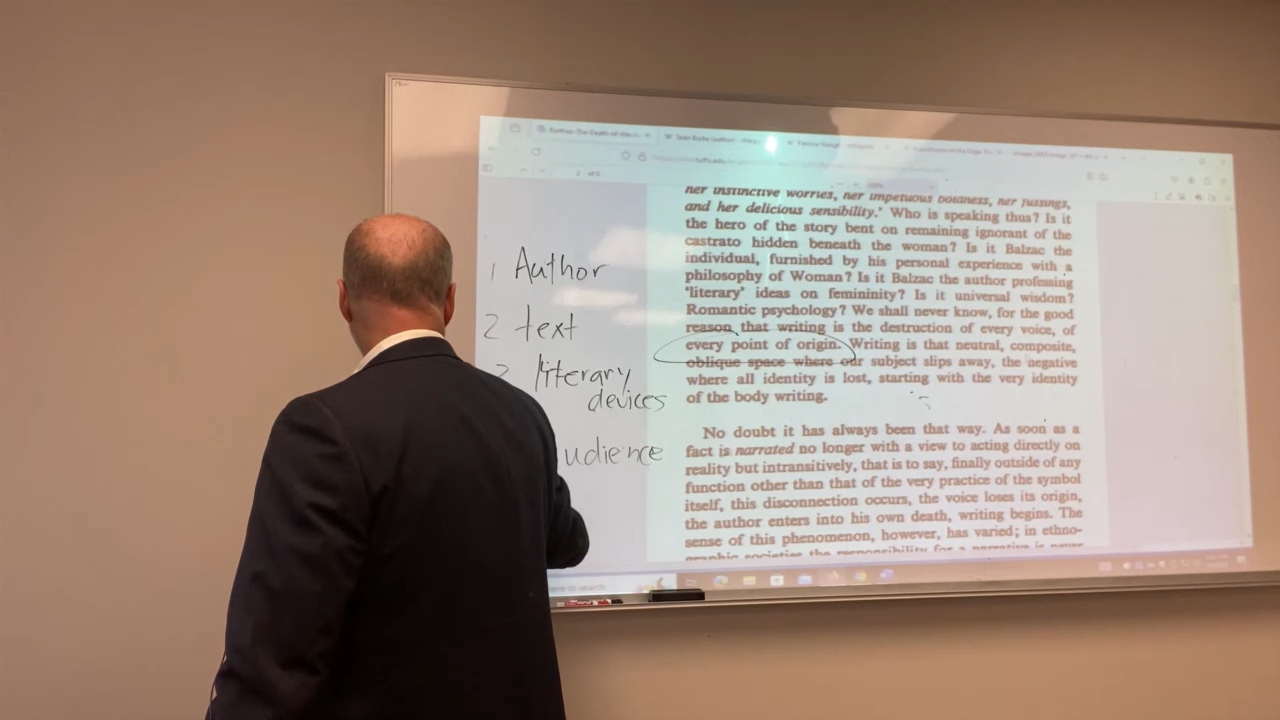 1 Author
2 text
literary
devices
udience
her instinctive worries, her impetuous boldness, her fussings,
and her delicious sensibility.' Who is speaking thus? Is it
the hero of the story bent on remaining ignorant of the
castrato hidden beneath the woman? Is it Balzac the
individual, furnished by his personal experience with a
philosophy of Woman? Is it Balzac the author professing
'literary' ideas on femininity? Is it universal wisdom?
Romantic psychology? We shall never know, for the good
reason that writing is the destruction of every voice, of
every point of origin. Writing is that neutral, composite,
oblique space where our subject slips away, the negative
where all identity is lost, starting with the very identity
of the body writing.
No doubt it has always been that way. As soon as a
fact is narrated no longer with a view to acting directly on
reality but intransitively, that is to say, finally outside of any
function other than that of the very practice of the symbol
itself, this disconnection occurs, the voice loses its origin,
the author enters into his own death, writing begins. The
sense of this phenomenon, however, has varied; in ethno-
graphic societies the responsibility for a narrative is never